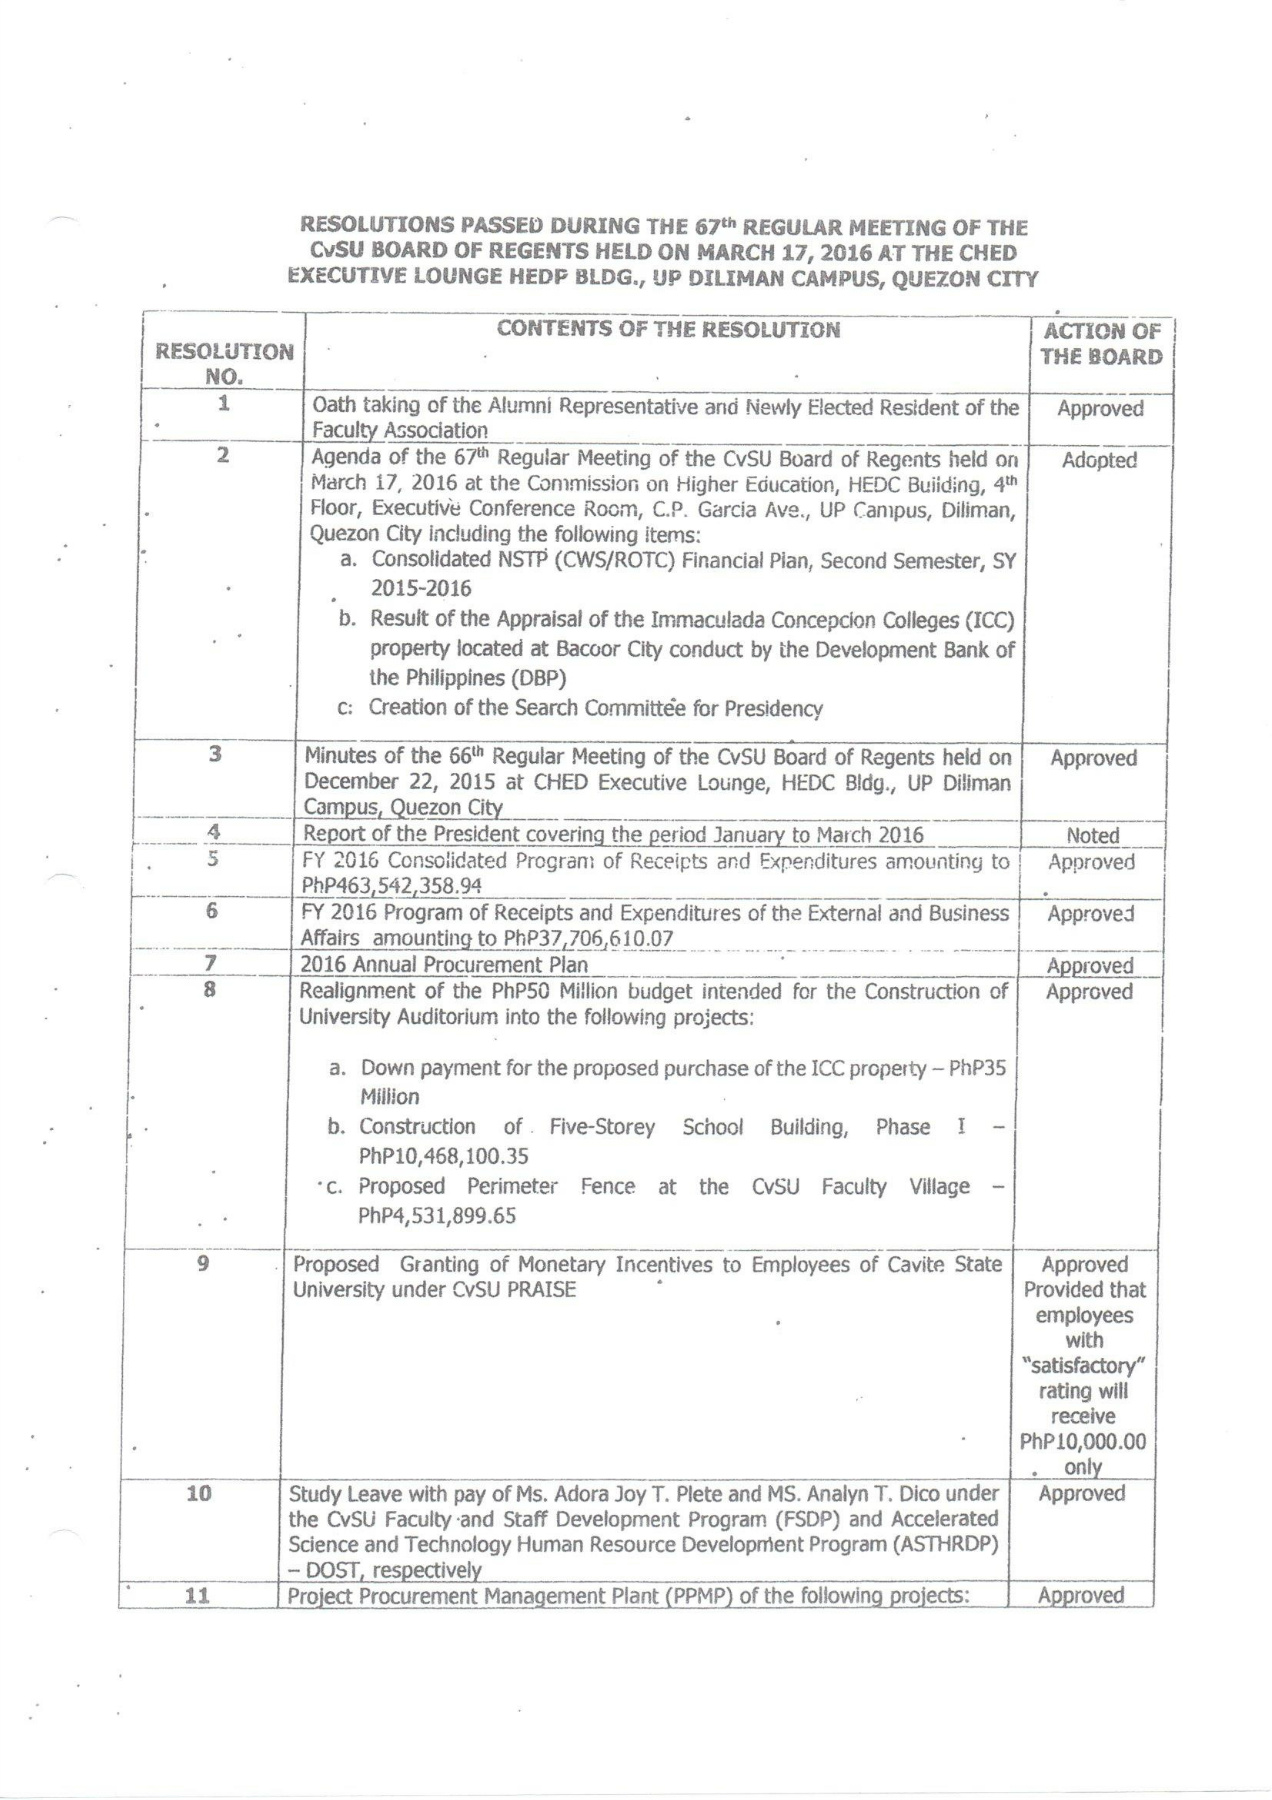 RESOLUTIONS PASSED DURING THE 67th REGULAR MEETING OF THE
CvSU BOARD OF REGENTS HELD ON MARCH 17, 2016 AT THE CHED
EXECUTIVE LOUNGE HEDP BLDG., UP DILIMAN CAMPUS, QUEZON CITY
RESOLUTION
NO.
CONTENTS OF THE RESOLUTION
ACTION OF
THE BOARD
1
Oath taking of the Alumni Representative and Newly Elected Resident of the
Faculty Association
Approved
2
Agenda of the 67th Regular Meeting of the CvSU Board of Regents held on
March 17, 2016 at the Commission on Higher Education, HEDC Building, 4th
Floor, Executive Conference Room, C.P. Garcia Ave., UP Campus, Diliman,
Quezon City including the following items:
a. Consolidated NSTP (CWS/ROTC) Financial Plan, Second Semester, SY
2015-2016
b. Result of the Appraisal of the Immaculada Concepcion Colleges (ICC)
property located at Bacoor City conduct by the Development Bank of
the Philippines (DBP)
c: Creation of the Search Committee for Presidency
Adopted
3
Minutes of the 66th Regular Meeting of the CvSU Board of Regents held on
December 22, 2015 at CHED Executive Lounge, HEDC Bldg., UP Diliman
Campus, Quezon City
Approved
4
Report of the President covering the period January to March 2016
Noted
5
FY 2016 Consolidated Program of Receipts and Expenditures amounting to
PhP463,542,358.94
Approved
6
FY 2016 Program of Receipts and Expenditures of the External and Business
Affairs amounting to PhP37,706,610.07
Approved
7
2016 Annual Procurement Plan
Approved
8
Realignment of the PhP50 Million budget intended for the Construction of
University Auditorium into the following projects:
a. Down payment for the proposed purchase of the ICC property – PhP35
Million
b. Construction of Five-Storey School Building, Phase I –
PhP10,468,100.35
c. Proposed Perimeter Fence at the CvSU Faculty Village –
PhP4,531,899.65
Approved
9
Proposed Granting of Monetary Incentives to Employees of Cavite State
University under CvSU PRAISE
Approved
Provided that
employees
with
"satisfactory"
rating will
receive
PhP10,000.00
only
10
Study Leave with pay of Ms. Adora Joy T. Plete and MS. Analyn T. Dico under
the CvSU Faculty and Staff Development Program (FSDP) and Accelerated
Science and Technology Human Resource Development Program (ASTHRDP)
– DOST, respectively
Approved
11
Project Procurement Management Plant (PPMP) of the following projects:
Approved